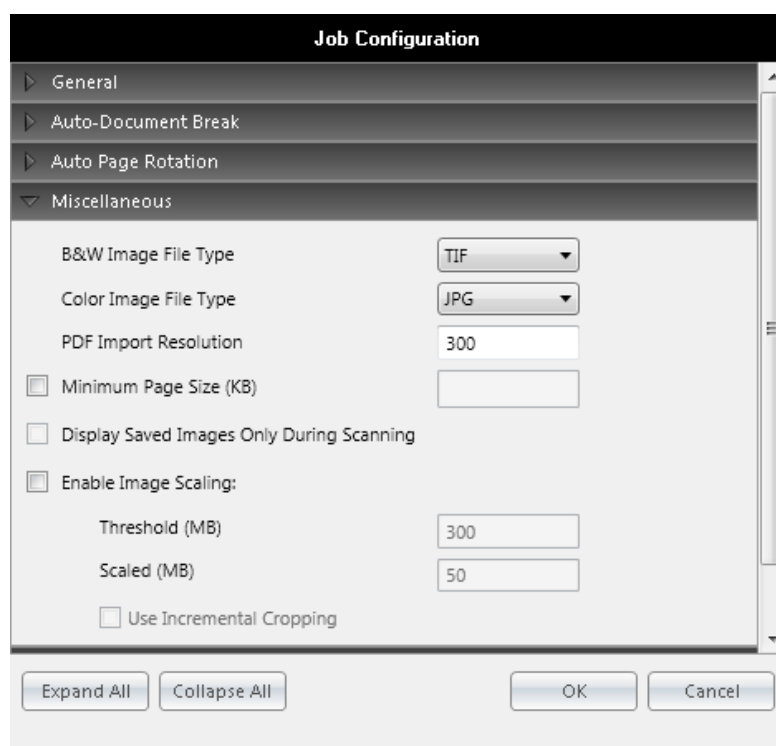 Job Configuration
General
Auto-Document Break
Auto Page Rotation
Miscellaneous
B&W Image File Type TIF
Color Image File Type JPG
PDF Import Resolution 300
Minimum Page Size (KB)
Display Saved Images Only During Scanning
Enable Image Scaling:
Threshold (MB) 300
Scaled (MB) 50
Use Incremental Cropping
Expand All Collapse All OK Cancel